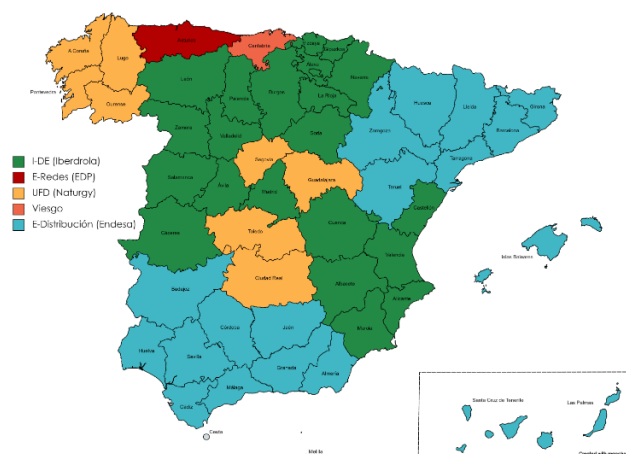 A Coruña
Lugo
Pontevedra
Ourense
Asturias
Cantabria
León
Palencia
Burgos
Álava
La Rioja
Navarra
Zamora
Valladolid
Soria
Segovia
Salamanca
Ávila
Madrid
Guadalajara
Zaragoza
Huesca
Lleida
Girona
Barcelona
Tarragona
Teruel
Castellón
I-DE (Iberdrola)
E-Redes (EDP)
UFD (Naturgy)
Viesgo
E-Distribución (Endesa)
Cáceres
Toledo
Cuenca
Valencia
Islas Baleares
Ciudad Real
Albacete
Alicante
Murcia
Badajoz
Córdoba
Jaén
Huelva
Sevilla
Granada
Almería
Málaga
Cádiz
Ceuta
Melilla
Santa Cruz de Tenerife
Las Palmas